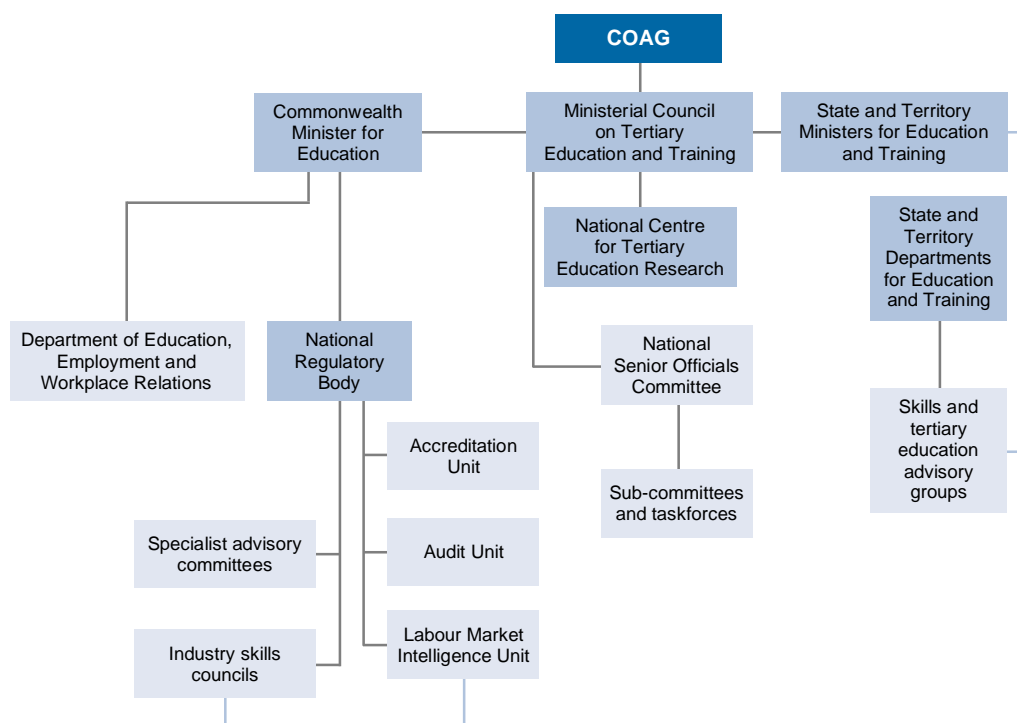 COAG
Commonwealth
Minister for
Education
Ministerial Council
on Tertiary
Education and Training
State and Territory
Ministers for Education
and Training
National Centre
for Tertiary
Education Research
State and
Territory
Departments
for Education
and Training
Department of Education,
Employment and
Workplace Relations
National
Regulatory
Body
National
Senior Officials
Committee
Skills and
tertiary
education
advisory
groups
Accreditation
Unit
Sub-committees
and taskforces
Specialist advisory
committees
Audit Unit
Industry skills
councils
Labour Market
Intelligence Unit